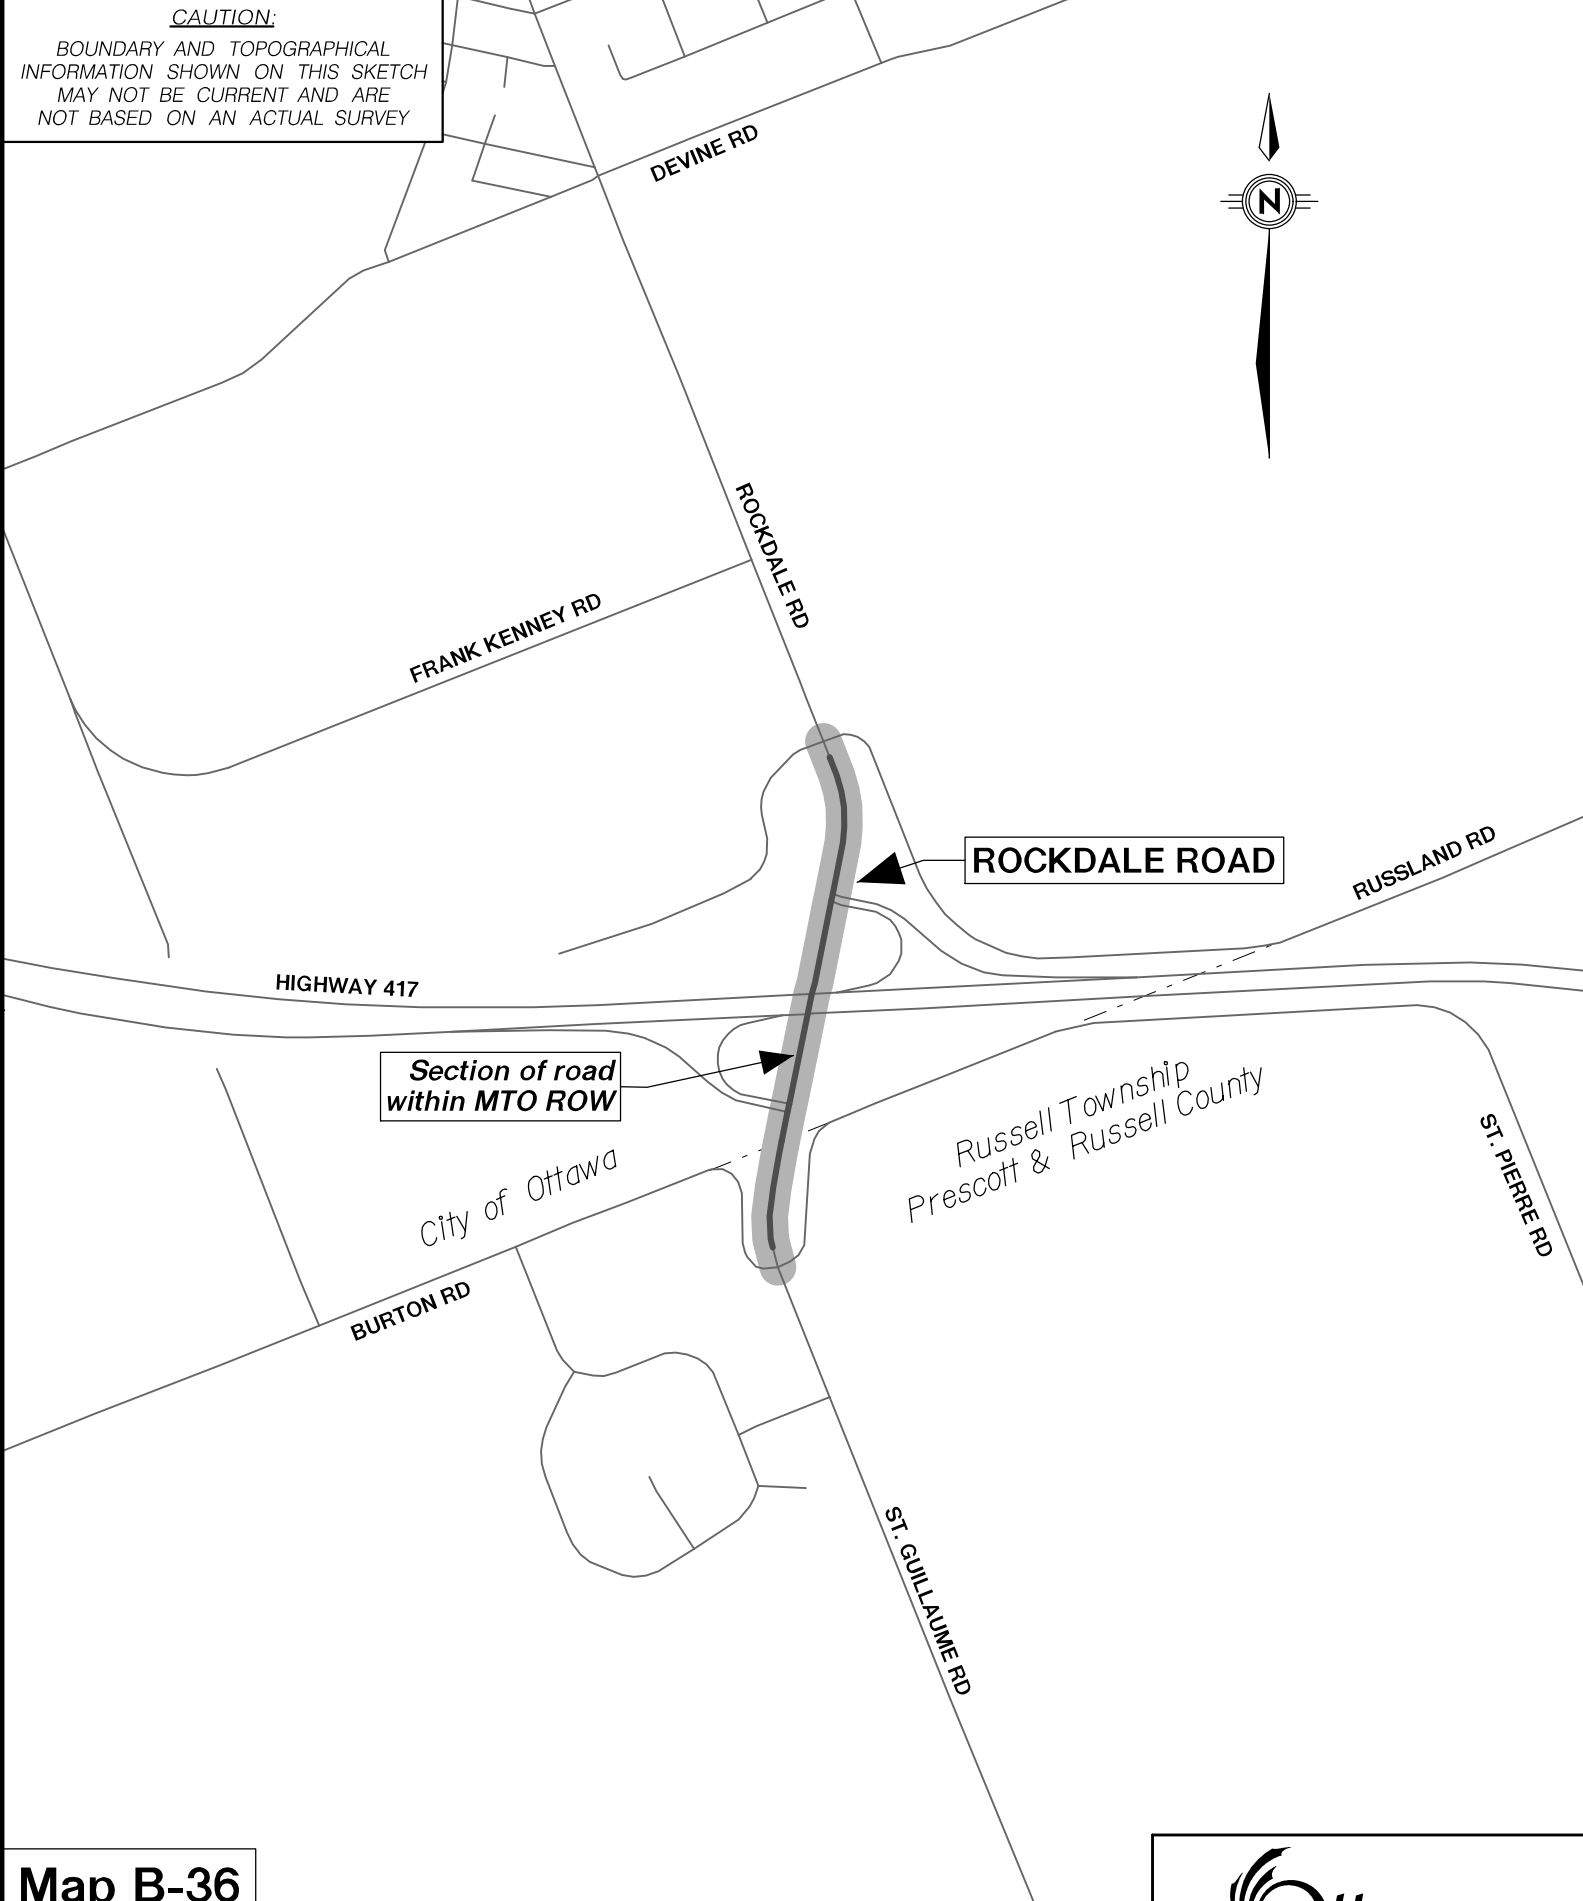 CAUTION:
BOUNDARY AND TOPOGRAPHICAL
INFORMATION SHOWN ON THIS SKETCH
MAY NOT BE CURRENT AND ARE
NOT BASED ON AN ACTUAL SURVEY
DEVINE RD
N
ROCKDALE RD
FRANK KENNEY RD
ROCKDALE ROAD
RUSSLAND RD
HIGHWAY 417
Section of road
within MTO ROW
Russell Township
Prescott & Russell County
City of Ottawa
ST. PIERRE RD
BURTON RD
ST. GUILLAUME RD
Map B-36